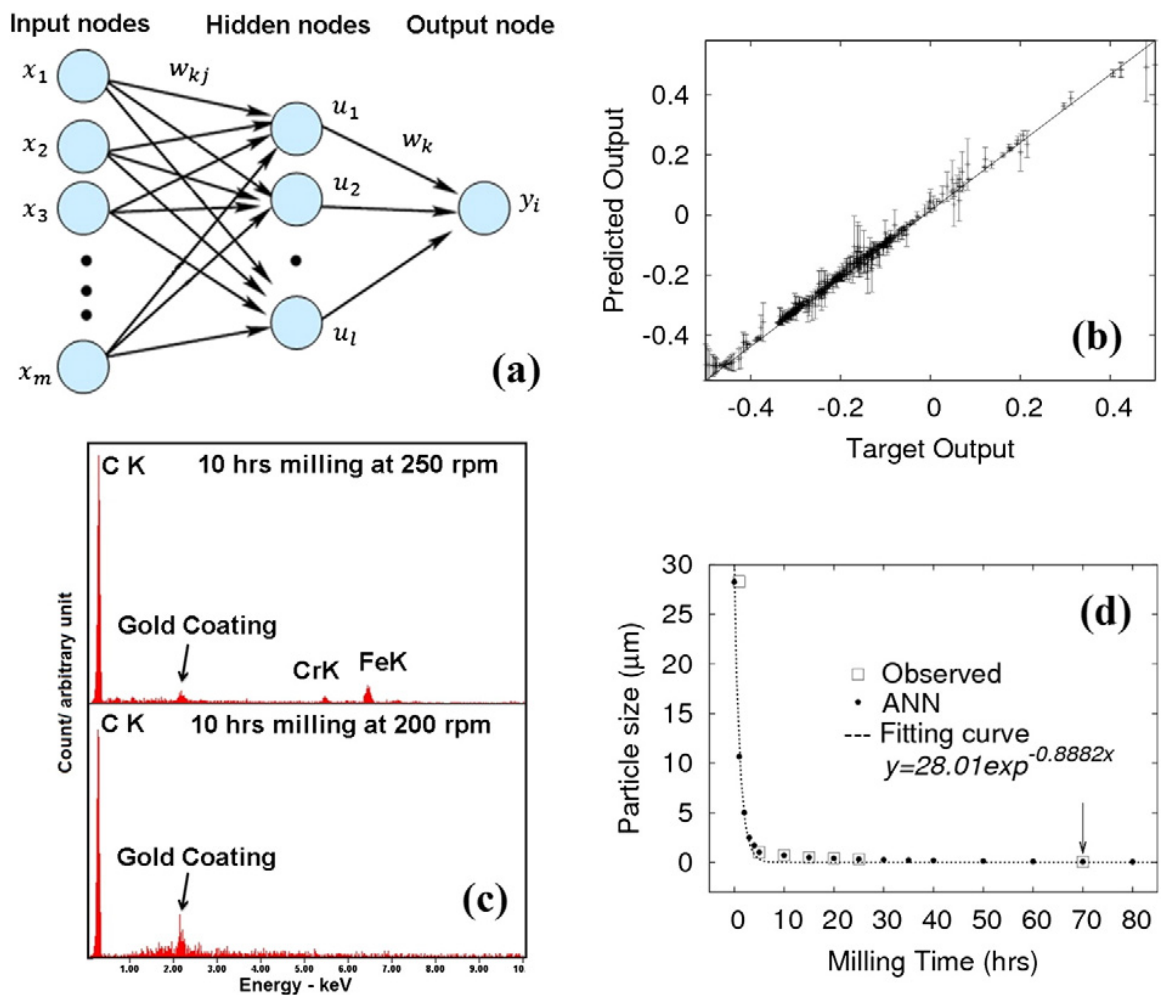 Input nodes
Hidden nodes
Output node
x₁
x₂
x₃
xₘ
w_kj
u₁
u₂
u_l
w_k
y_i
(a)
Predicted Output
0.4
0.2
0
-0.2
-0.4
-0.4 -0.2 0 0.2 0.4
Target Output
(b)
C K 10 hrs milling at 250 rpm
Gold Coating
CrK
FeK
C K 10 hrs milling at 200 rpm
Gold Coating
(c)
Count/ arbitrary unit
1.00 2.00 3.00 4.00 5.00 6.00 7.00 8.00 9.00 10
Energy - keV
Particle size (μm)
30
25
20
15
10
5
0
(d)
Observed
ANN
Fitting curve
y=28.01exp^-0.8882x
0 10 20 30 40 50 60 70 80
Milling Time (hrs)